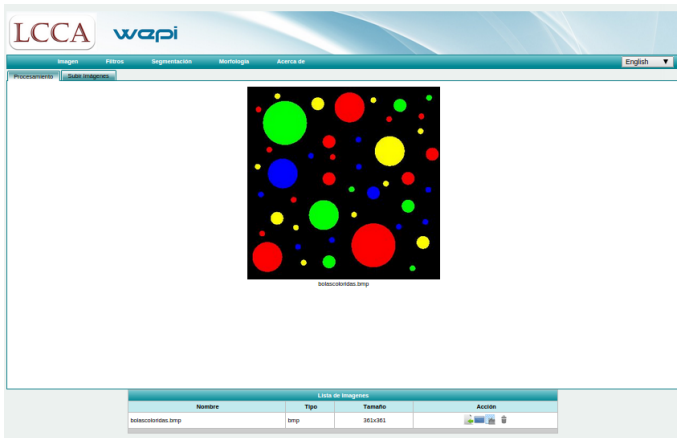 LCCA wapi
Imagen Filtros Segmentación Morfología Acerca de English ▼
Procesamiento Subir Imágenes
bolascoloridas.bmp
Lista de Imagenes
Nombre Tipo Tamaño Acción
bolascoloridas.bmp bmp 361x361